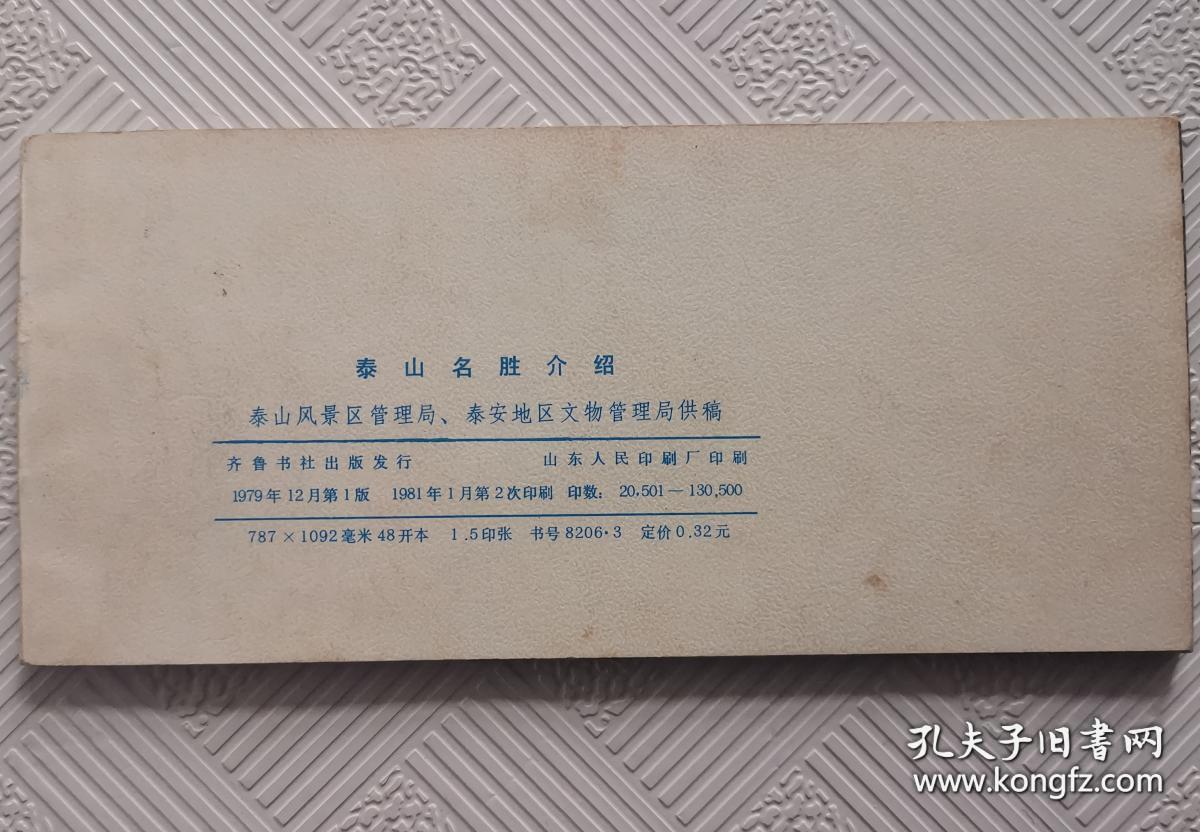 泰山名胜介绍
泰山风景区管理局、泰安地区文物管理局供稿
齐鲁书社出版发行 山东人民印刷厂印刷
1979年12月第1版 1981年1月第2次印刷 印数：20,501—130,500
787×1092毫米48开本 1.5印张 书号8206·3 定价0.32元
孔夫子旧書网
www.kongfz.com